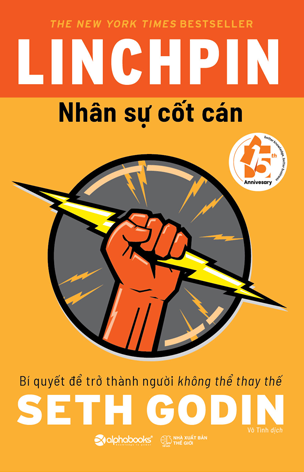 THE NEW YORK TIMES BESTSELLER
LINCHPIN
Nhân sự cốt cán
15th
Anniversary
Bí quyết để trở thành người không thể thay thế
SETH GODIN
Võ Tình dịch
alphabooks
NHÀ XUẤT BẢN
THẾ GIỚI